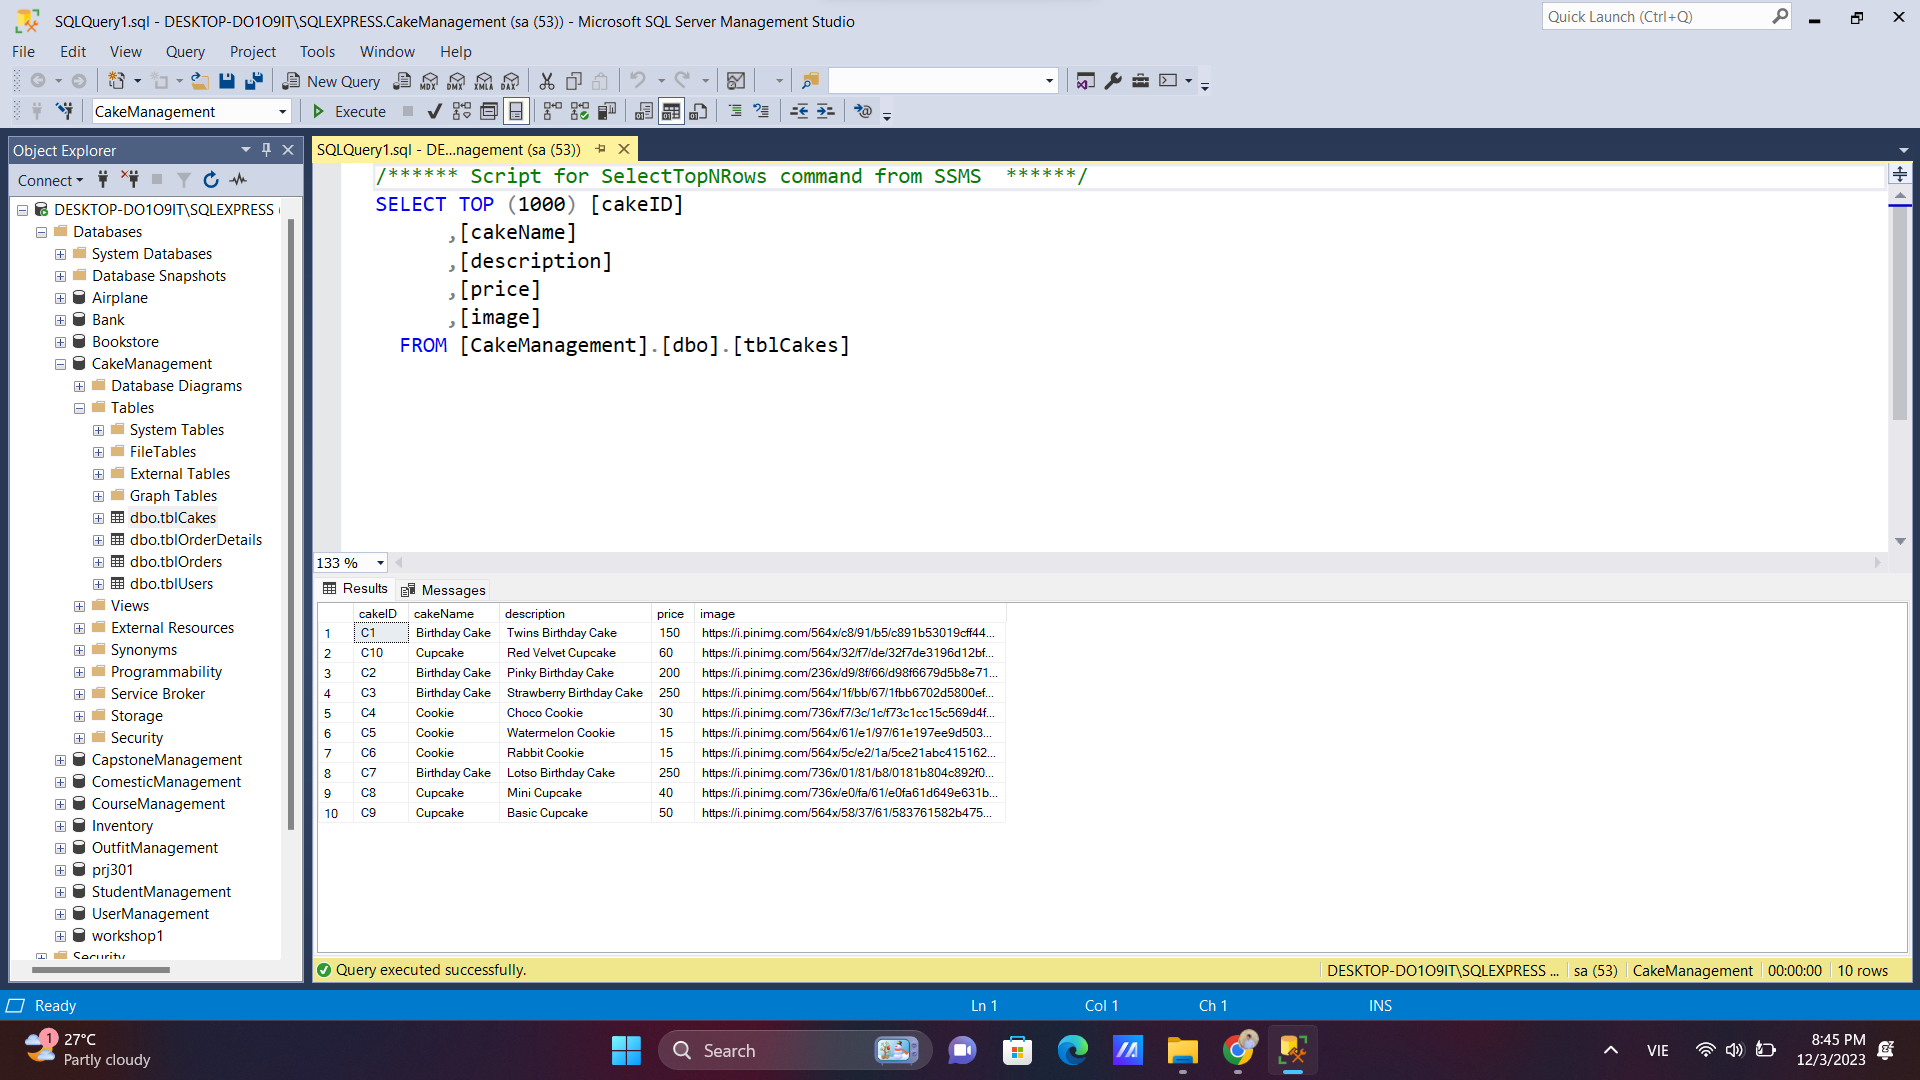 SQLQuery1.sql - DESKTOP-DO1O9IT\SQLEXPRESS.CakeManagement (sa (53)) - Microsoft SQL Server Management Studio
Quick Launch (Ctrl+Q)
File Edit View Query Project Tools Window Help
New Query MDX DMX XMLA DAX
CakeManagement Execute
Object Explorer
Connect
DESKTOP-DO1O9IT\SQLEXPRESS (
Databases
System Databases
Database Snapshots
Airplane
Bank
Bookstore
CakeManagement
Database Diagrams
Tables
System Tables
FileTables
External Tables
Graph Tables
dbo.tblCakes
dbo.tblOrderDetails
dbo.tblOrders
dbo.tblUsers
Views
External Resources
Synonyms
Programmability
Service Broker
Storage
Security
CapstoneManagement
ComesticManagement
CourseManagement
Inventory
OutfitManagement
prj301
StudentManagement
UserManagement
workshop1
Security
SQLQuery1.sql - DE...nagement (sa (53))
/****** Script for SelectTopNRows command from SSMS ******/
SELECT TOP (1000) [cakeID]
,[cakeName]
,[description]
,[price]
,[image]
FROM [CakeManagement].[dbo].[tblCakes]
133 %
Results Messages
cakeID cakeName description price image
1 C1 Birthday Cake Twins Birthday Cake 150 https://i.pinimg.com/564x/c8/91/b5/c891b53019cff44...
2 C10 Cupcake Red Velvet Cupcake 60 https://i.pinimg.com/564x/32/f7/de/32f7de3196d12bf...
3 C2 Birthday Cake Pinky Birthday Cake 200 https://i.pinimg.com/236x/d9/8f/66/d98f6679d5b8e71...
4 C3 Birthday Cake Strawberry Birthday Cake 250 https://i.pinimg.com/564x/1f/bb/67/1fbb6702d5800ef...
5 C4 Cookie Choco Cookie 30 https://i.pinimg.com/736x/f7/3c/1c/f73c1cc15c569d4f...
6 C5 Cookie Watermelon Cookie 15 https://i.pinimg.com/564x/61/e1/97/61e197ee9d503...
7 C6 Cookie Rabbit Cookie 15 https://i.pinimg.com/564x/5c/e2/1a/5ce21abc415162...
8 C7 Birthday Cake Lotso Birthday Cake 250 https://i.pinimg.com/736x/01/81/b8/0181b804c892f0...
9 C8 Cupcake Mini Cupcake 40 https://i.pinimg.com/736x/e0/fa/61/e0fa61d649e631b...
10 C9 Cupcake Basic Cupcake 50 https://i.pinimg.com/564x/58/37/61/583761582b475...
Query executed successfully. DESKTOP-DO1O9IT\SQLEXPRESS ... sa (53) CakeManagement 00:00:00 10 rows
Ready Ln 1 Col 1 Ch 1 INS
1 27°C
Partly cloudy
Search
VIE
8:45 PM
12/3/2023